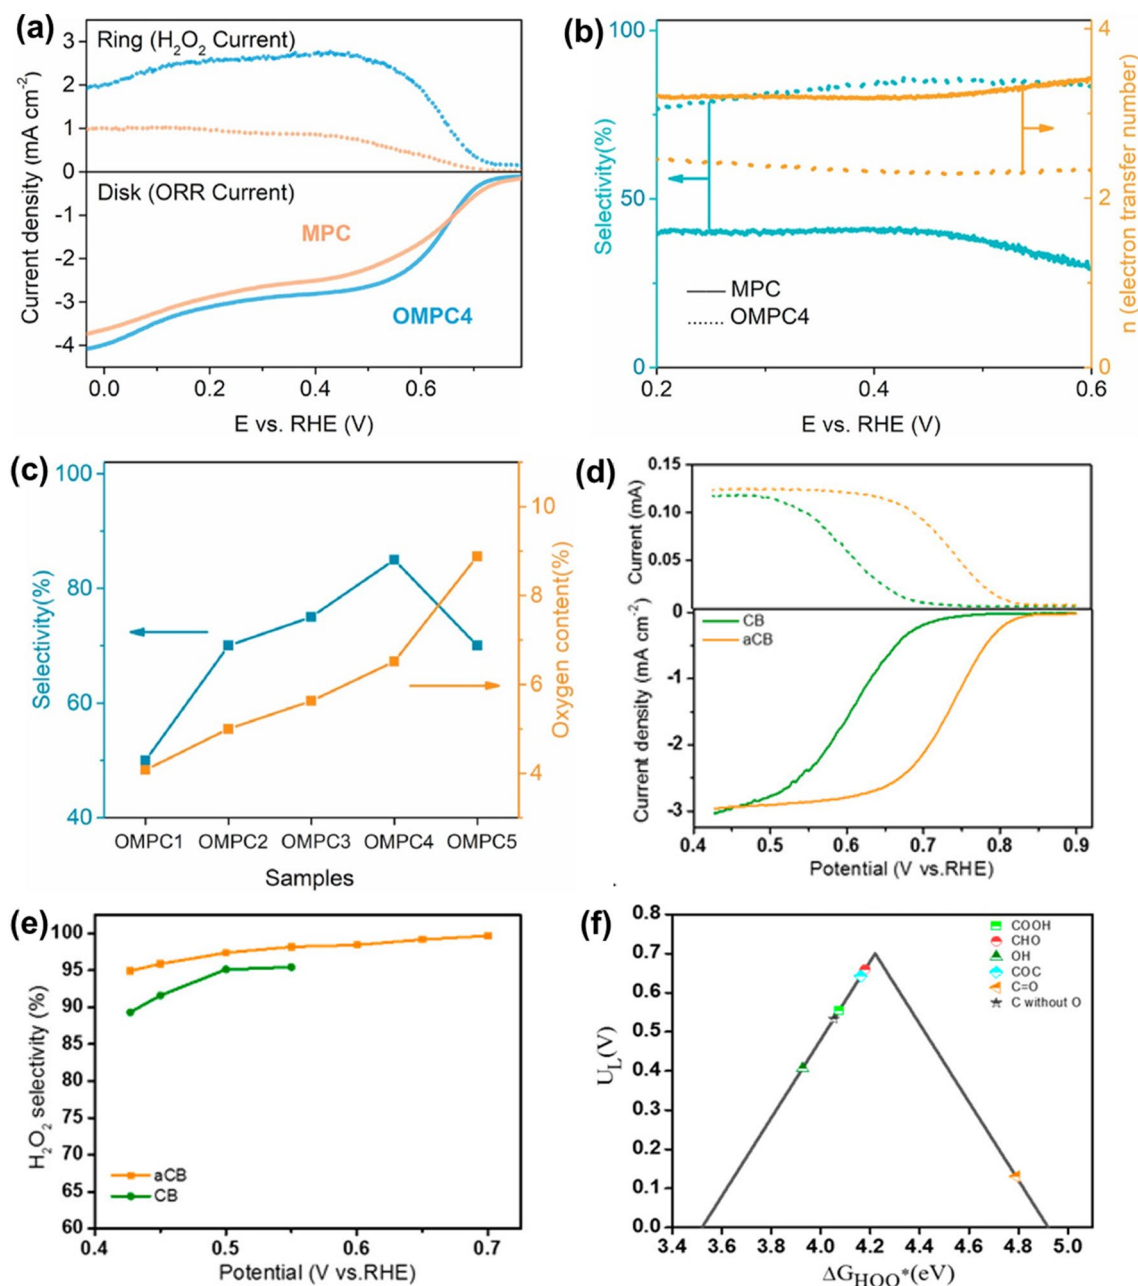 (a)
Ring (H₂O₂ Current)
3
2
1
0
Disk (ORR Current)
-1
MPC
-2
-3
OMPC4
-4
Current density (mA cm⁻²)
0.0 0.2 0.4 0.6
E vs. RHE (V)
(b)
100
50
0
Selectivity(%)
4
2
0
n (electron transfer number)
MPC
OMPC4
0.2 0.4 0.6
E vs. RHE (V)
(c)
100
80
60
40
Selectivity(%)
10
8
6
4
Oxygen content(%)
OMPC1 OMPC2 OMPC3 OMPC4 OMPC5
Samples
(d)
0.15
0.10
0.05
Current (mA)
0
-1
-2
-3
Current density (mA cm⁻²)
CB
aCB
0.4 0.5 0.6 0.7 0.8 0.9
Potential (V vs.RHE)
(e)
100
95
90
85
80
75
70
65
60
H₂O₂ selectivity (%)
aCB
CB
0.4 0.5 0.6 0.7
Potential (V vs.RHE)
(f)
0.8
0.7
0.6
0.5
0.4
0.3
0.2
0.1
0.0
U_L(V)
COOH
CHO
OH
COC
C=O
C without O
3.4 3.6 3.8 4.0 4.2 4.4 4.6 4.8 5.0
ΔG_HOO*(eV)